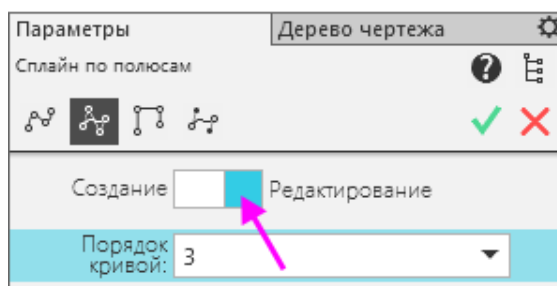 Параметры Дерево чертежа
Сплайн по полюсам
Создание Редактирование
Порядок
кривой: 3